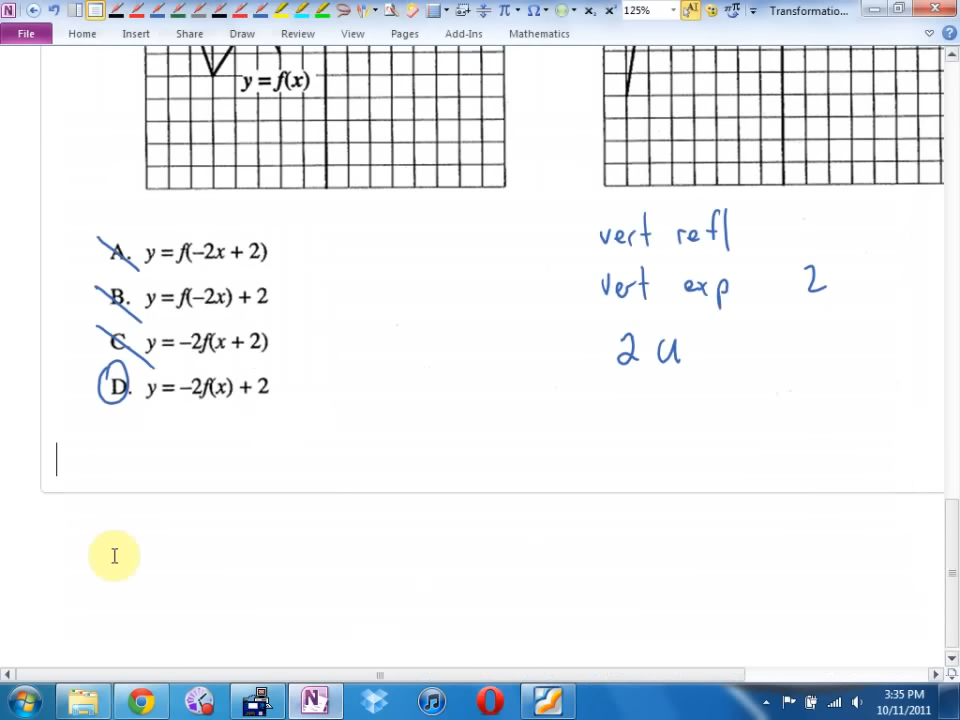 125%
Transformatio...
File Home Insert Share Draw Review View Pages Add-Ins Mathematics
y = f(x)
A. y = f(−2x + 2)
B. y = f(−2x) + 2
C. y = −2f(x + 2)
D. y = −2f(x) + 2
vert refl
vert exp 2
2 U
3:35 PM
10/11/2011